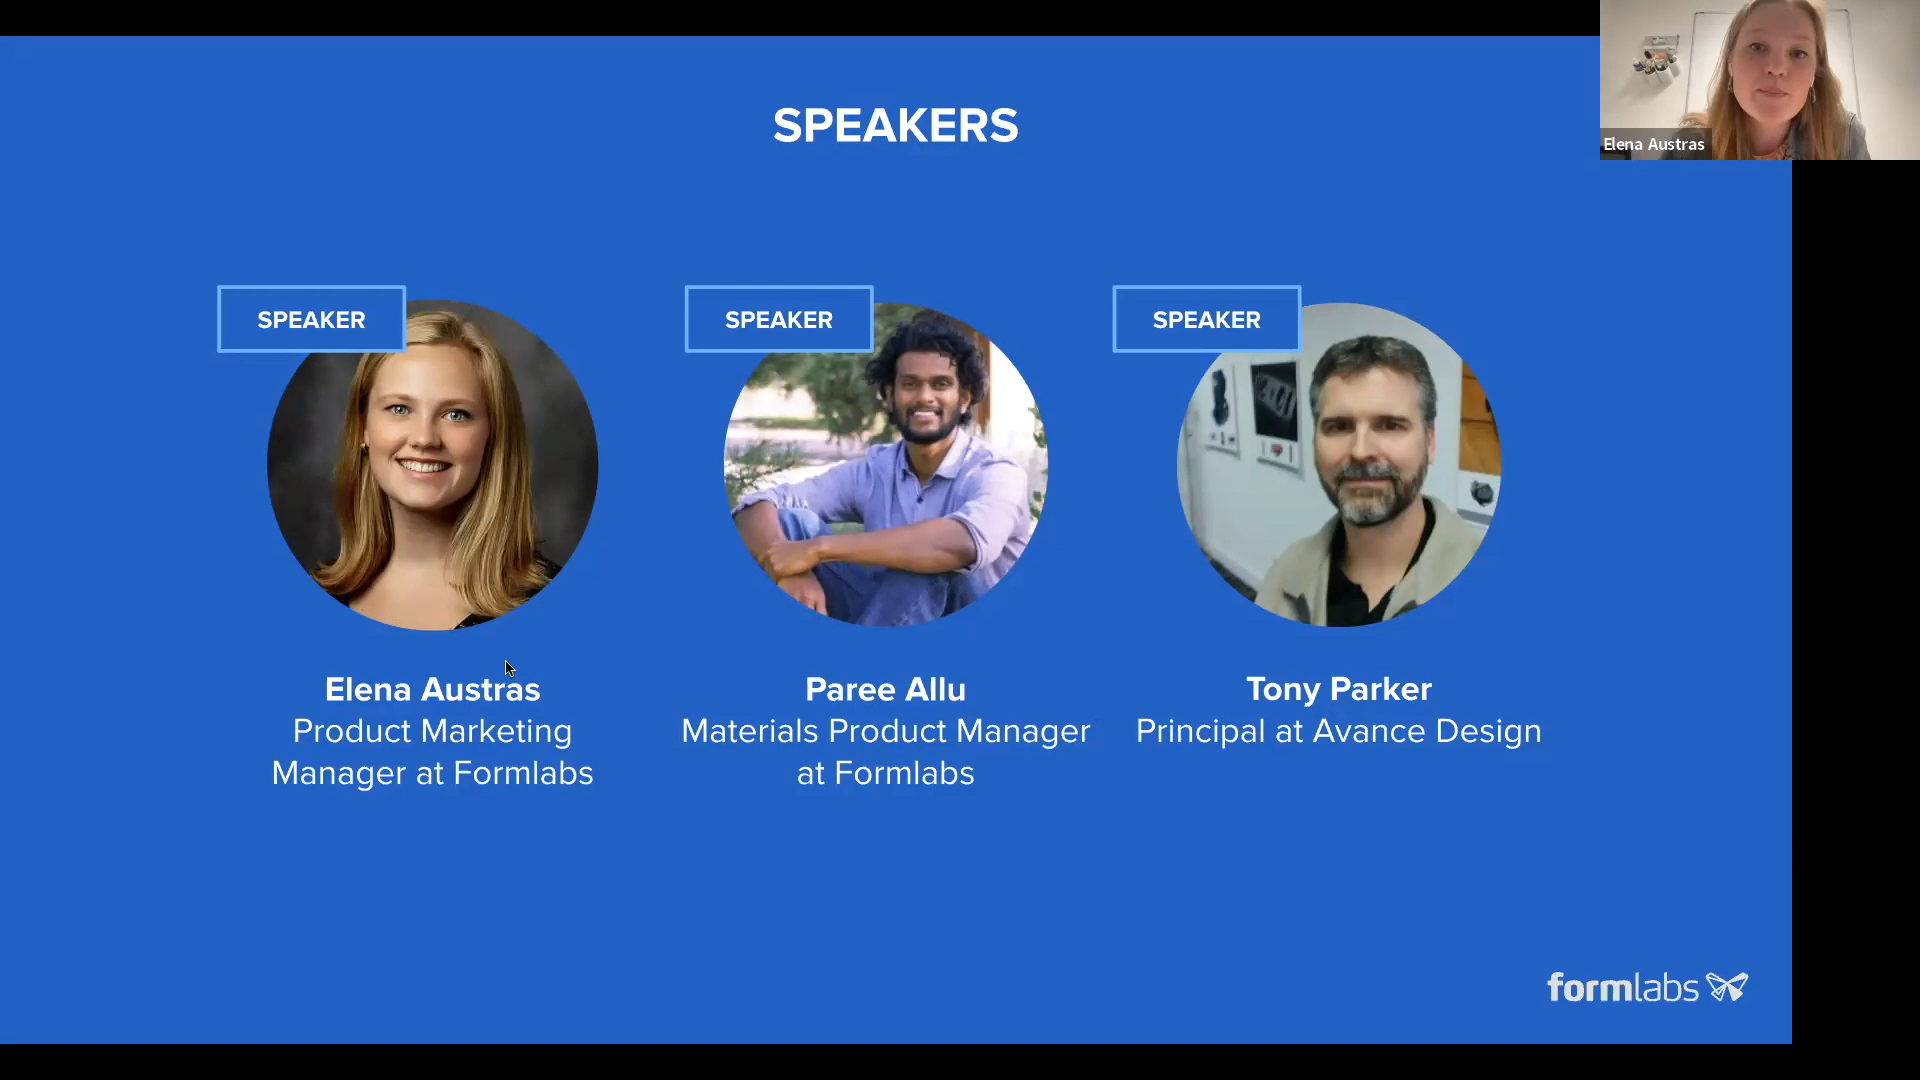 SPEAKERS
Elena Austras
SPEAKER
SPEAKER
SPEAKER
Elena Austras
Product Marketing
Manager at Formlabs
Paree Allu
Materials Product Manager
at Formlabs
Tony Parker
Principal at Avance Design
formlabs